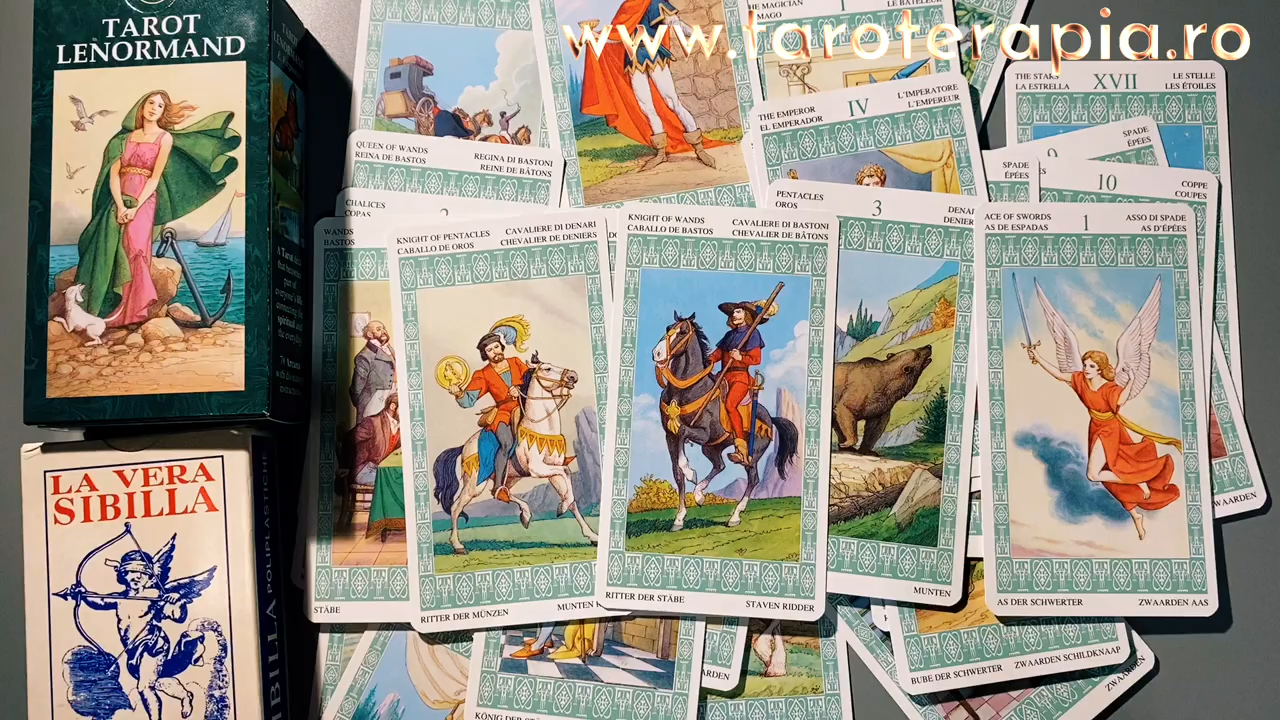 www.taroterapia.ro
TAROT
LENORMAND
LA VERA
SIBILLA
SIBILLA POLIPLASTICHE
THE MAGICIAN 1 LE BATELEUR
MAGO
THE STARS XVII LE STELLE
LA ESTRELLA LES ÉTOILES
THE EMPEROR IV L'IMPERATORE
EL EMPERADOR L'EMPEREUR
QUEEN OF WANDS REGINA DI BASTONI
REINA DE BASTOS REINE DE BÂTONS
SPADE
ÉPÉES
SPADE
ÉPÉES
10 COPPE
COUPES
CHALICES
COPAS
PENTACLES 3
OROS
WANDS
BASTOS
STÄBE
KNIGHT OF PENTACLES CAVALIERE DI DENARI
CABALLO DE OROS CHEVALIER DE DENIERS
RITTER DER MÜNZEN
KNIGHT OF WANDS CAVALIERE DI BASTONI
CABALLO DE BASTOS CHEVALIER DE BÂTONS
RITTER DER STÄBE STAVEN RIDDER
MUNTEN
ACE OF SWORDS 1 ASSO DI SPADE
AS DE ESPADAS AS D'ÉPÉES
AS DER SCHWERTER ZWAARDEN AAS
ZWAARDEN
BUBE DER SCHWERTER ZWAARDEN SCHILDKNAAP